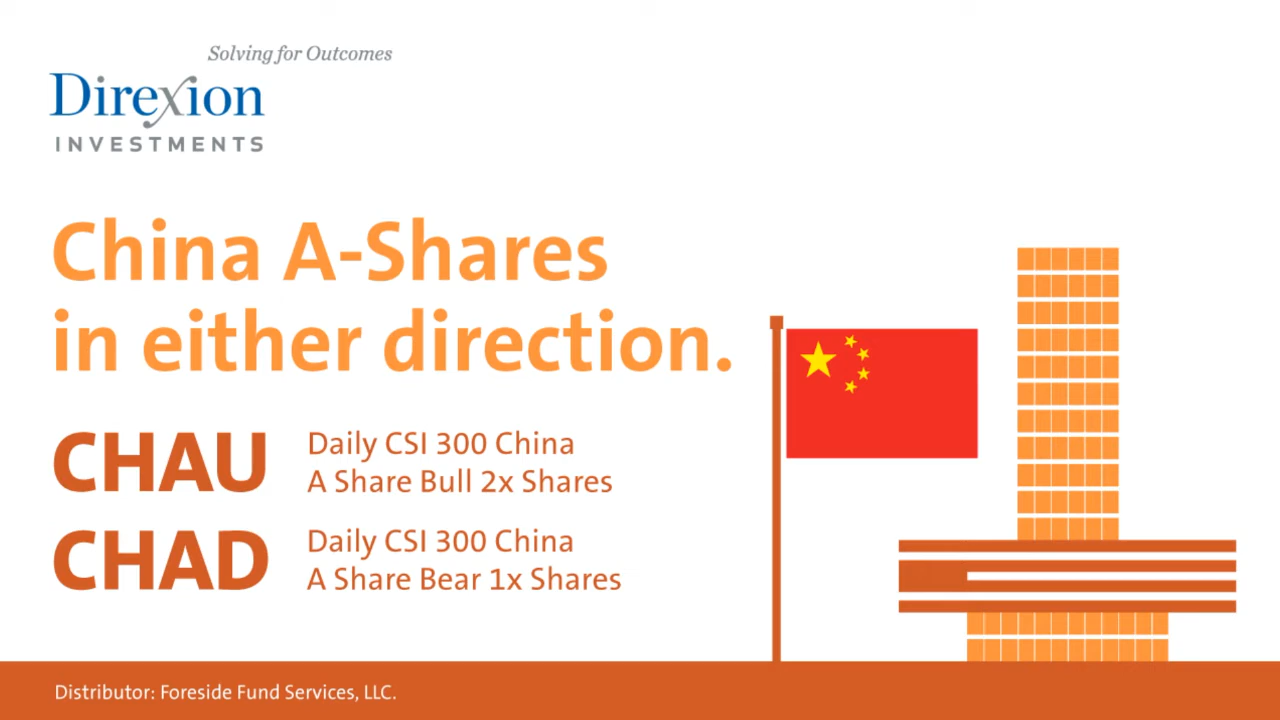 Solving for Outcomes
Direxion
INVESTMENTS
China A-Shares
in either direction.
CHAU
Daily CSI 300 China
A Share Bull 2x Shares
CHAD
Daily CSI 300 China
A Share Bear 1x Shares
Distributor: Foreside Fund Services, LLC.